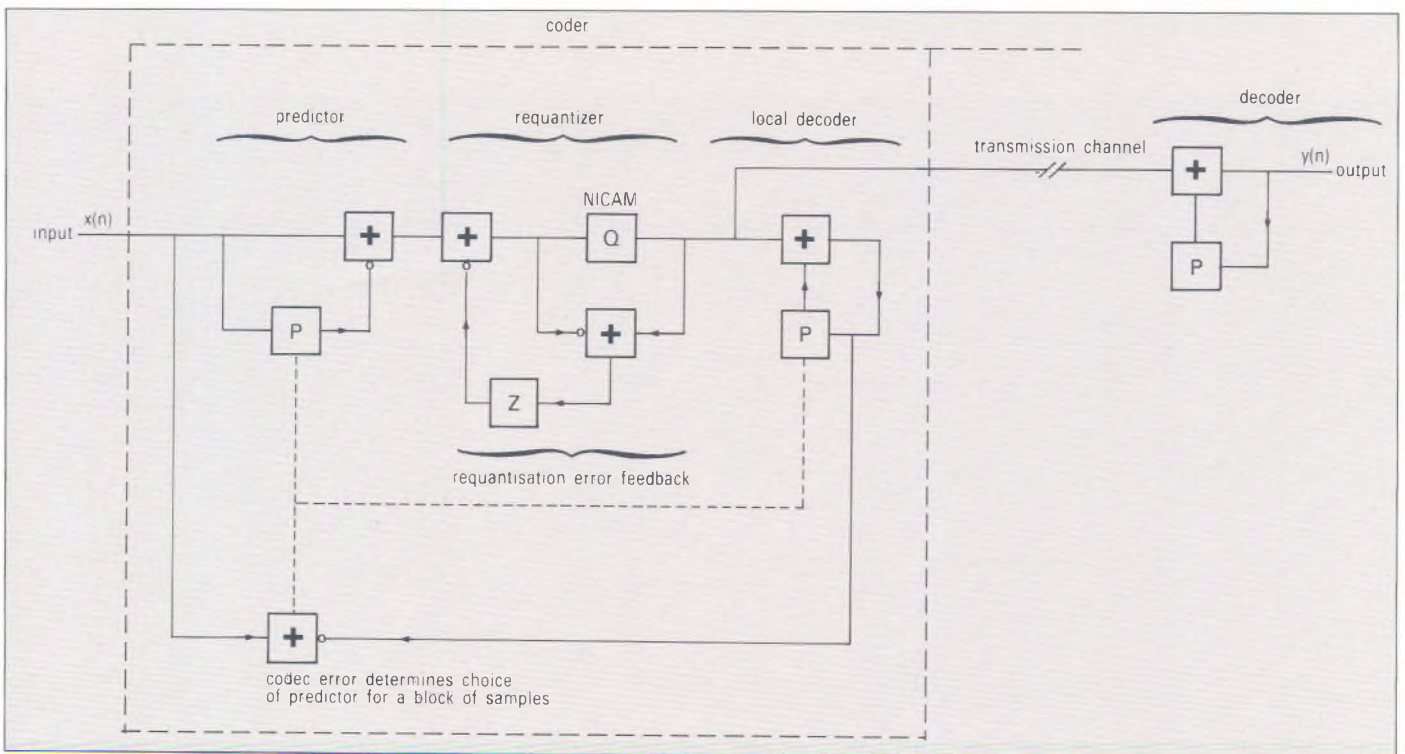 coder
predictor
requantizer
local decoder
decoder
transmission channel
y(n)
output
NICAM
x(n)
input
+
+
Q
+
+
P
+
P
P
Z
requantisation error feedback
+
codec error determines choice
of predictor for a block of samples